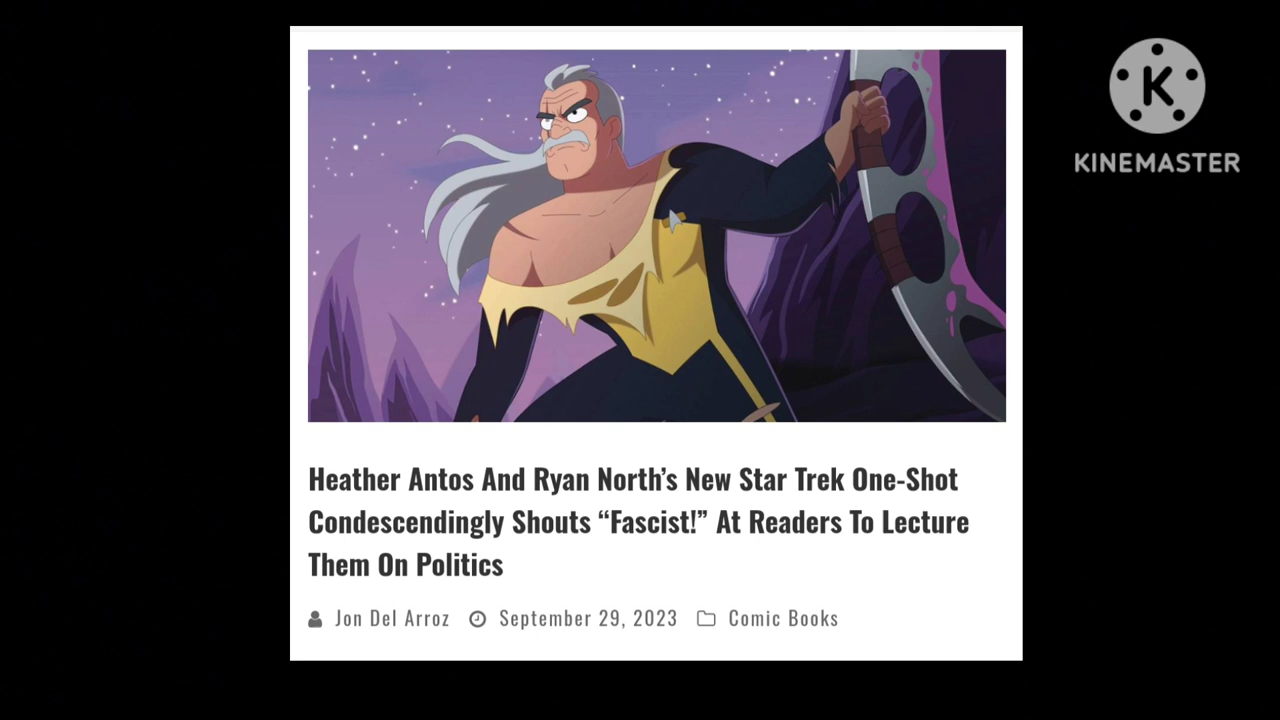 K
KINEMASTER
Heather Antos And Ryan North’s New Star Trek One-Shot
Condescendingly Shouts “Fascist!” At Readers To Lecture
Them On Politics
Jon Del Arroz September 29, 2023 Comic Books